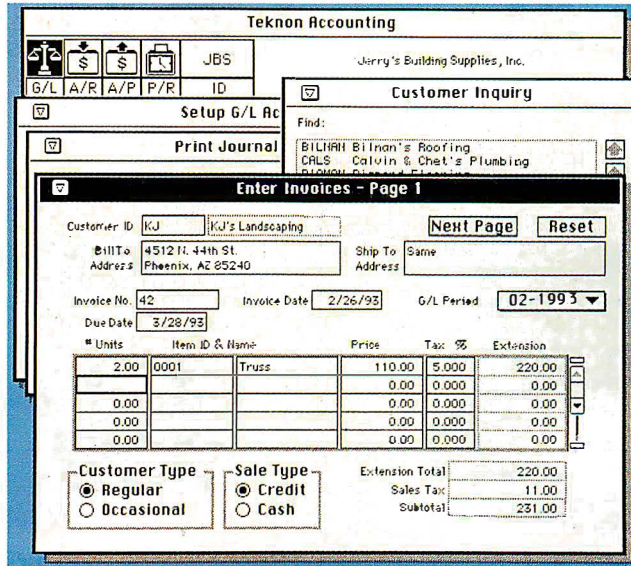 Teknon Accounting
JBS
Jerry's Building Supplies, Inc.
G/L A/R A/P P/R ID
Setup G/L Ac
Customer Inquiry
Find:
BILNAN Bilnan's Roofing
CALS Calvin & Chet's Plumbing
Print Journal
Enter Invoices - Page 1
Customer ID KJ KJ's Landscaping Next Page Reset
Bill To Address 4512 N. 44th St.
Phoenix, AZ 85240
Ship To Address Same
Invoice No. 42 Invoice Date 2/26/93 G/L Period 02-1993
Due Date 3/28/93
# Units Item ID & Name Price Tax % Extension
2.00 0001 Truss 110.00 5.000 220.00
0.00 0.000 0.00
0.00 0.00 0.000 0.00
0.00 0.00 0.000 0.00
0.00 0.00 0.000 0.00
Customer Type Sale Type Extension Total 220.00
Regular Credit Sales Tax 11.00
Occasional Cash Subtotal 231.00